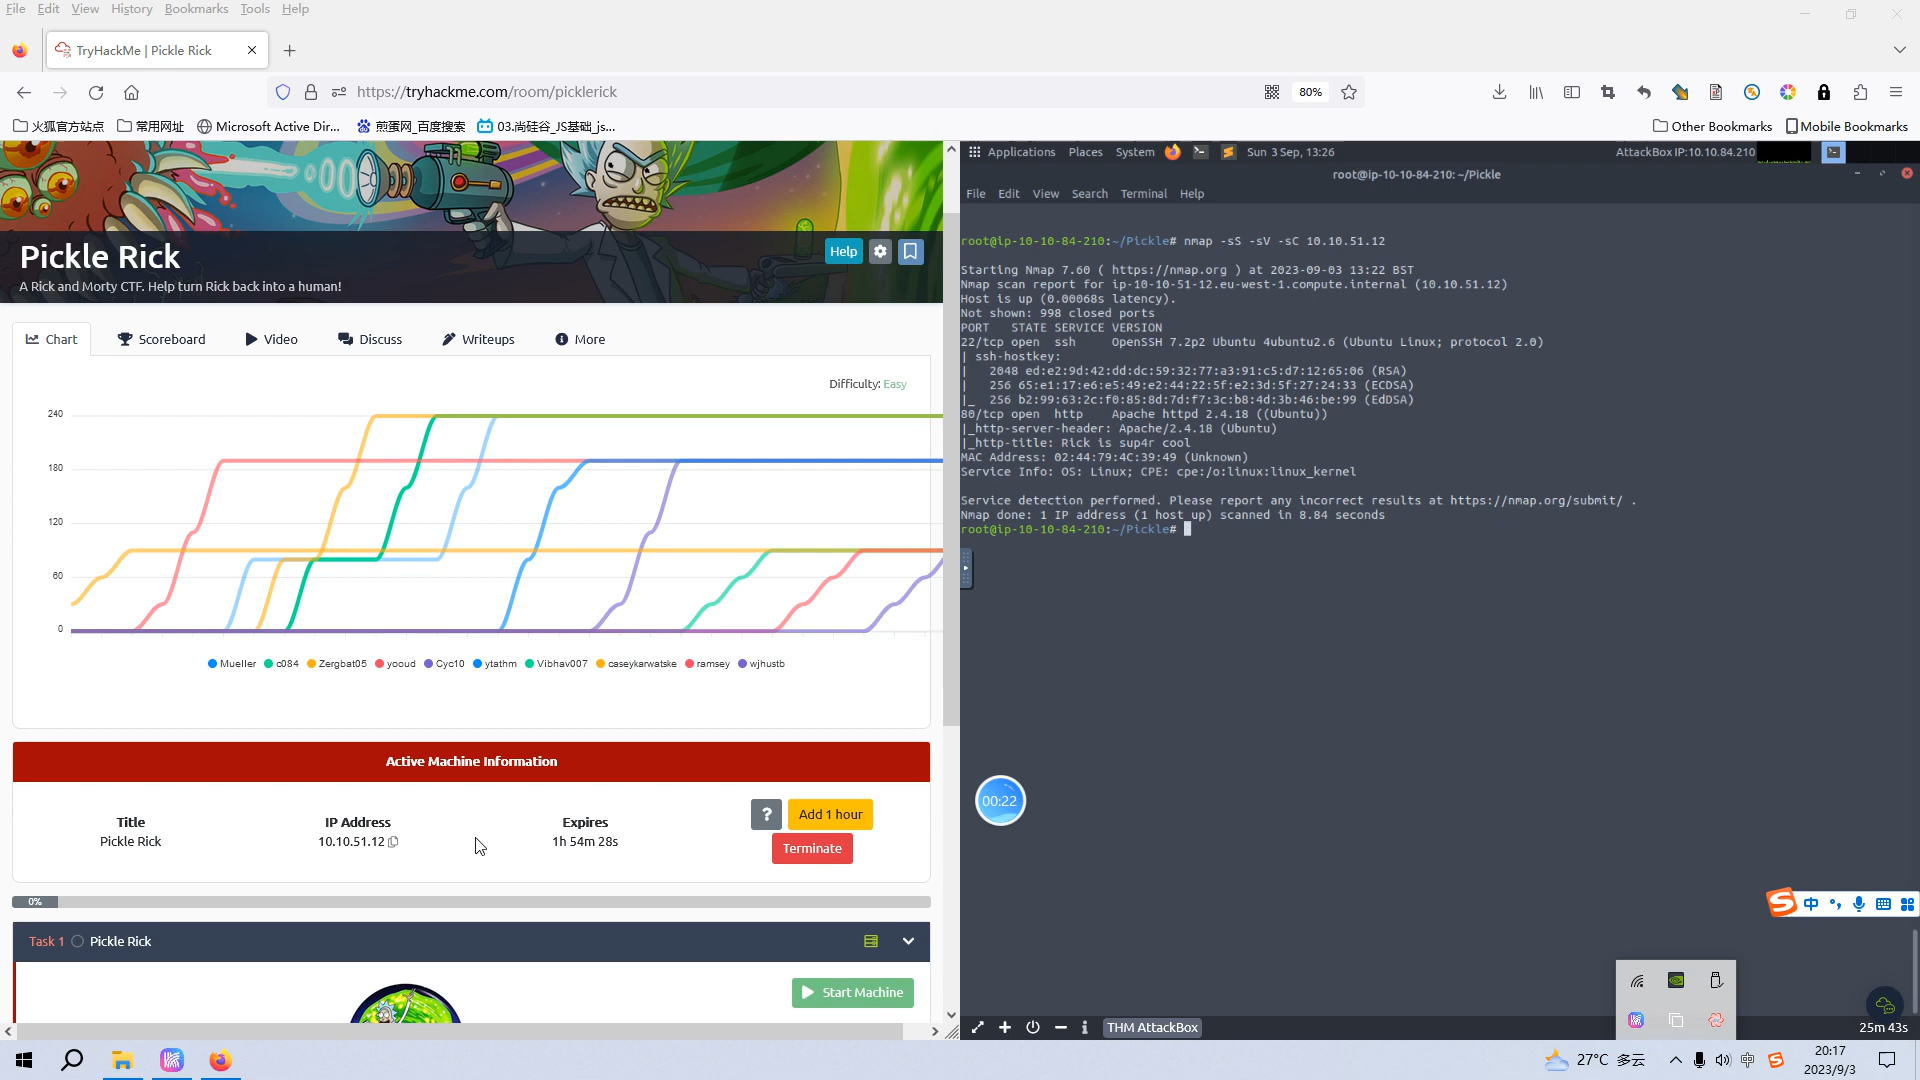 File Edit View History Bookmarks Tools Help
TryHackMe | Pickle Rick
https://tryhackme.com/room/picklerick
80%
火狐官方站点 常用网址 Microsoft Active Dir... 煎蛋网_百度搜索 03.尚硅谷_JS基础_js...
Other Bookmarks Mobile Bookmarks
Pickle Rick
A Rick and Morty CTF. Help turn Rick back into a human!
Help
Chart Scoreboard Video Discuss Writeups More
Difficulty: Easy
240
180
120
60
0
Mueller c084 Zergbat05 yooud Cyc10 ytathm Vibhav007 caseykarwatske ramsey wjhustb
Active Machine Information
Title IP Address Expires
Pickle Rick 10.10.51.12 1h 54m 28s
? Add 1 hour
Terminate
0%
Task 1 Pickle Rick
Start Machine
Applications Places System Sun 3 Sep, 13:26 AttackBox IP:10.10.84.210
root@ip-10-10-84-210: ~/Pickle
File Edit View Search Terminal Help
root@ip-10-10-84-210:~/Pickle# nmap -sS -sV -sC 10.10.51.12
Starting Nmap 7.60 ( https://nmap.org ) at 2023-09-03 13:22 BST
Nmap scan report for ip-10-10-51-12.eu-west-1.compute.internal (10.10.51.12)
Host is up (0.00068s latency).
Not shown: 998 closed ports
PORT STATE SERVICE VERSION
22/tcp open ssh OpenSSH 7.2p2 Ubuntu 4ubuntu2.6 (Ubuntu Linux; protocol 2.0)
| ssh-hostkey:
| 2048 ed:e2:9d:42:dd:dc:59:32:77:a3:91:c5:d7:12:65:06 (RSA)
| 256 65:e1:17:e6:e5:49:e2:44:22:5f:e2:3d:5f:27:24:33 (ECDSA)
|_ 256 b2:99:63:2c:f0:85:8d:7d:f7:3c:b8:4d:3b:46:be:99 (EdDSA)
80/tcp open http Apache httpd 2.4.18 ((Ubuntu))
|_http-server-header: Apache/2.4.18 (Ubuntu)
|_http-title: Rick is sup4r cool
MAC Address: 02:44:79:4C:39:49 (Unknown)
Service Info: OS: Linux; CPE: cpe:/o:linux:linux_kernel
Service detection performed. Please report any incorrect results at https://nmap.org/submit/ .
Nmap done: 1 IP address (1 host up) scanned in 8.84 seconds
root@ip-10-10-84-210:~/Pickle#
00:22
中
THM AttackBox
25m 43s
27°C 多云
中
20:17
2023/9/3